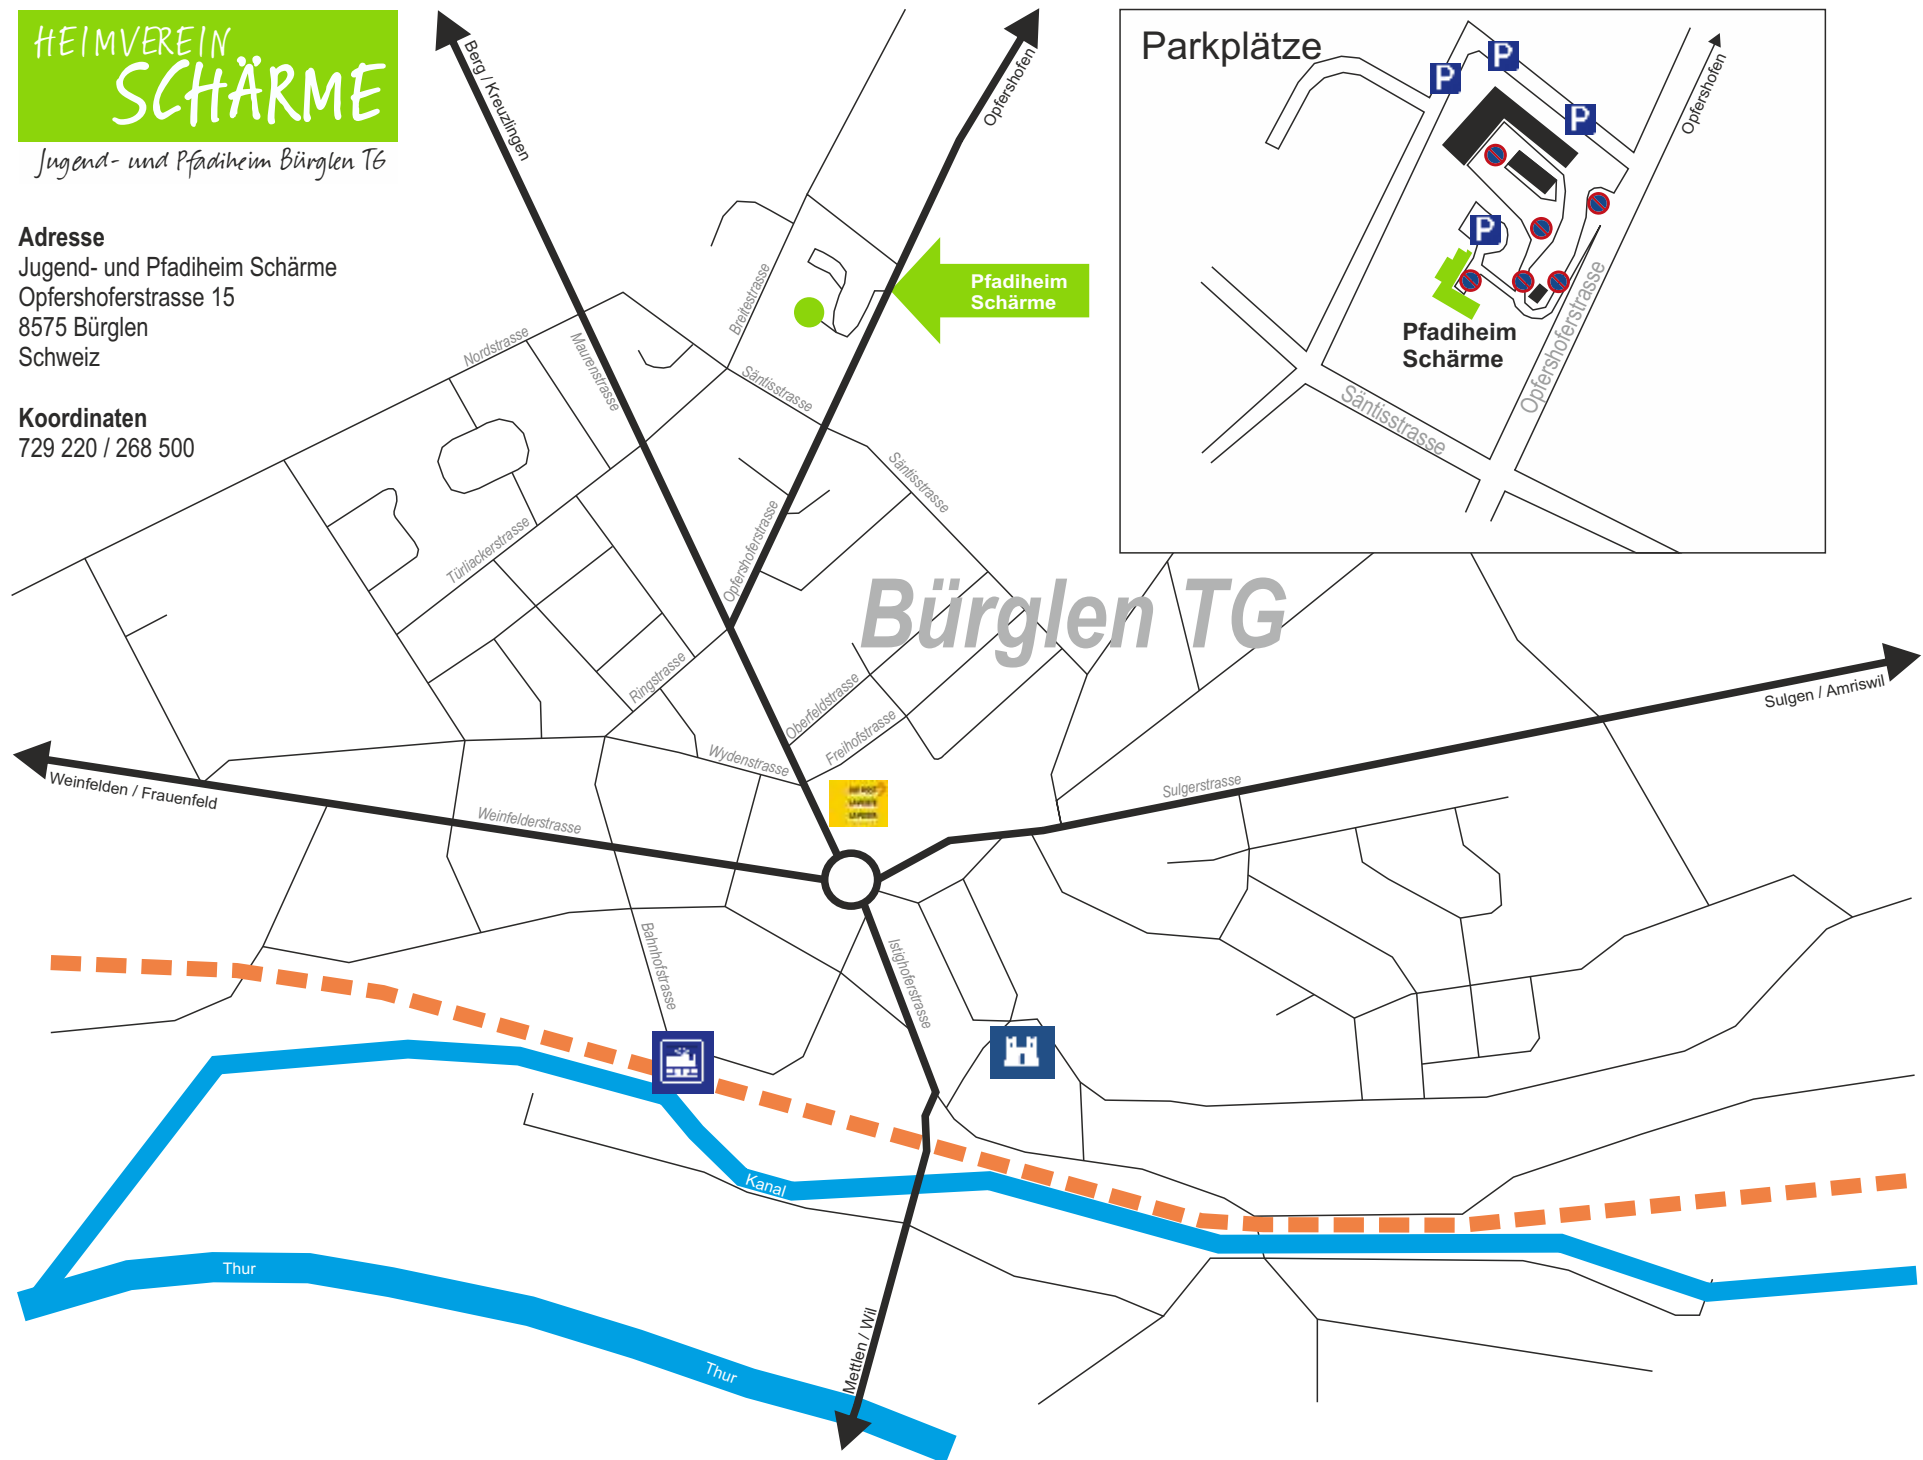 HEIMVEREIN
SCHÄRME
Jugend- und Pfadiheim Bürglen TG
Adresse
Jugend- und Pfadiheim Schärme
Opfershoferstrasse 15
8575 Bürglen
Schweiz
Koordinaten
729 220 / 268 500
Berg / Kreuzlingen
Opfershofen
Breitestrasse
Pfadiheim
Schärme
Nordstrasse
Maurenstrasse
Säntisstrasse
Säntisstrasse
Türliackerstrasse
Opfershoferstrasse
Bürglen TG
Ringstrasse
Oberfeldstrasse
Freihofstrasse
Wydenstrasse
Weinfelden / Frauenfeld
Weinfelderstrasse
Sulgerstrasse
Sulgen / Amriswil
Bahnhofstrasse
Istighoferstrasse
Kanal
Thur
Thur
Mettlen / Wil
Parkplätze
P
P
P
P
Opfershofen
Pfadiheim
Schärme
Opfershoferstrasse
Säntisstrasse